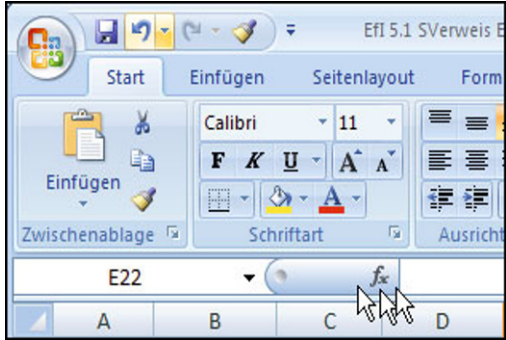 EfI 5.1 SVerweis E
Start Einfügen Seitenlayout Form
Calibri 11
F K U A A
Einfügen
A
Zwischenablage Schriftart Ausricht
E22 fx
A B C D